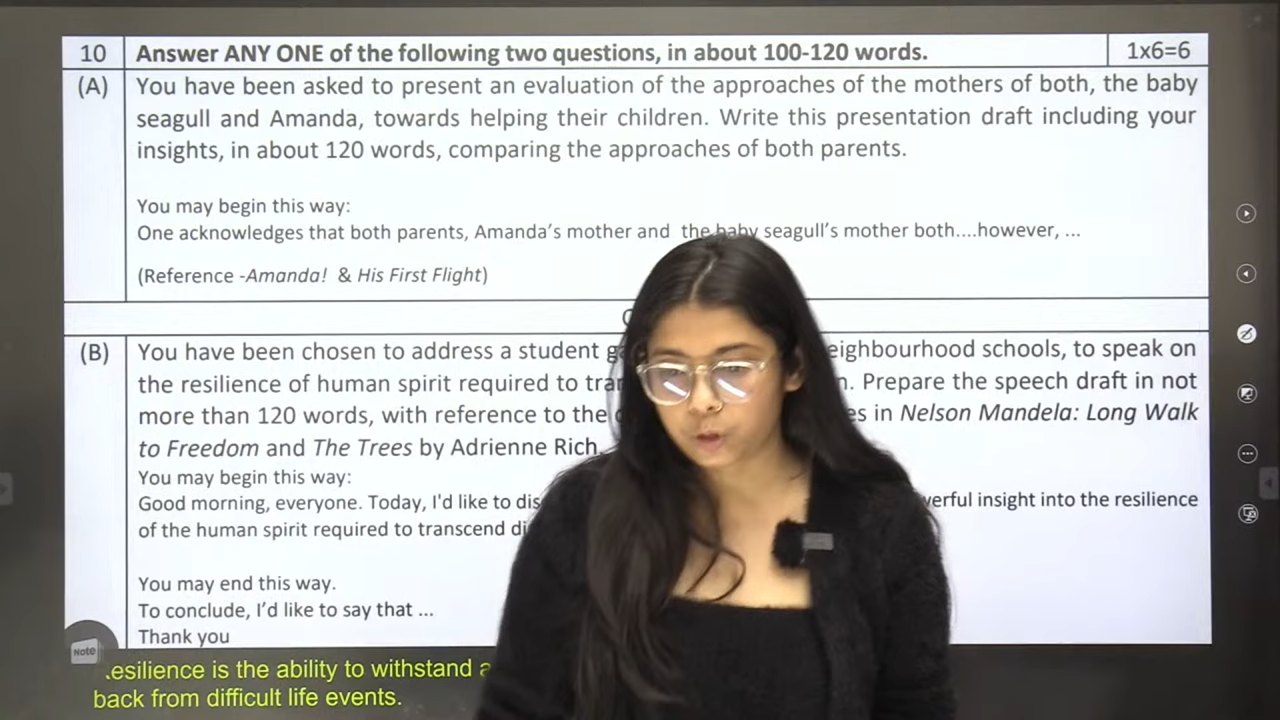 10 Answer ANY ONE of the following two questions, in about 100-120 words. 1x6=6
(A) You have been asked to present an evaluation of the approaches of the mothers of both, the baby
seagull and Amanda, towards helping their children. Write this presentation draft including your
insights, in about 120 words, comparing the approaches of both parents.
You may begin this way:
One acknowledges that both parents, Amanda's mother and the baby seagull's mother both....however, ...
(Reference -Amanda! & His First Flight)
(B) You have been chosen to address a student eighbourhood schools, to speak on
the resilience of human spirit required to Prepare the speech draft in not
more than 120 words, with reference to the in Nelson Mandela: Long Walk
to Freedom and The Trees by Adrienne Rich.
You may begin this way:
Good morning, everyone. Today, I'd like to insight into the resilience
of the human spirit required to transcend
You may end this way.
To conclude, I'd like to say that ...
Thank you
Note
esilience is the ability to withstand
back from difficult life events.